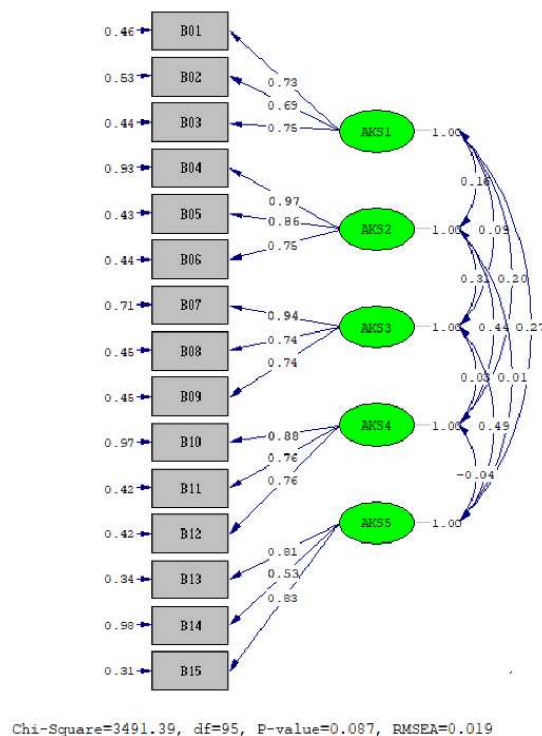 0.46 B01
0.53 B02
0.73
0.69
0.44 B03 0.75
AKS1 1.00
0.93 B04
0.16
0.97
0.43 B05 0.86
AKS2 1.00 0.09
0.44 B06 0.75
0.31 0.20
0.71 B07 0.94
AKS3 1.00 0.44 0.27
0.45 B08 0.74
0.74
0.03 0.01
0.45 B09
AKS4 1.00 0.49
0.97 B10 0.88
0.76
0.42 B11
0.76
-0.04
AKS5 1.00
0.42 B12
0.81
0.34 B13
0.53
0.83
0.98 B14
0.31 B15
Chi-Square=3491.39, df=95, P-value=0.087, RMSEA=0.019